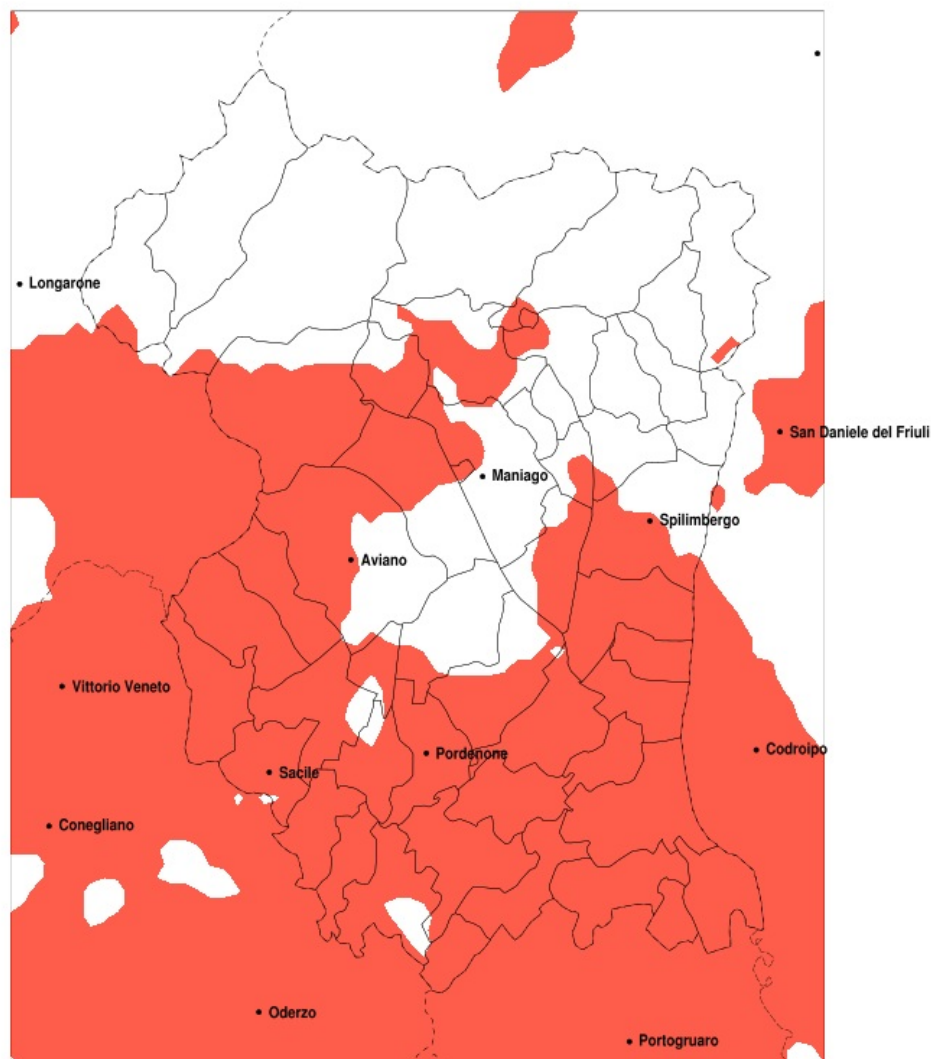 Longarone
San Daniele del Friuli
Maniago
Spilimbergo
Aviano
Vittorio Veneto
Codroipo
Pordenone
Sacile
Conegliano
Oderzo
Portogruaro